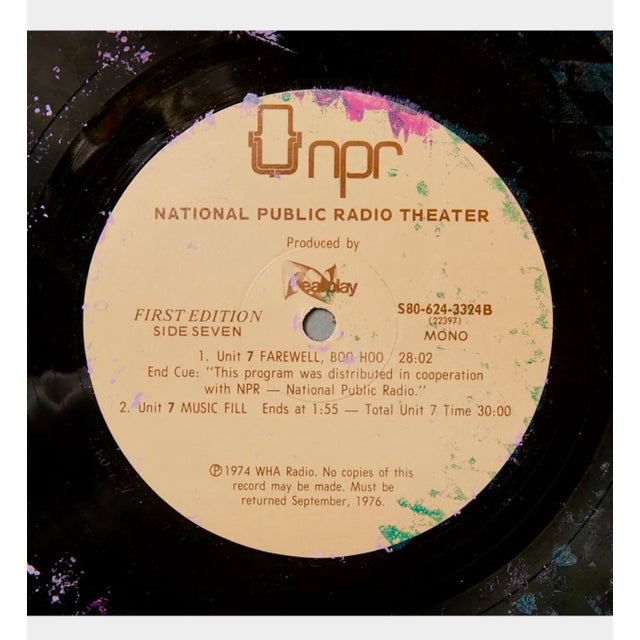 npr
NATIONAL PUBLIC RADIO THEATER
Produced by
earplay
FIRST EDITION
SIDE SEVEN
S80-624-3324B
(22397)
MONO
1. Unit 7 FAREWELL, BOO HOO 28:02
End Cue: "This program was distributed in cooperation
with NPR — National Public Radio."
2. Unit 7 MUSIC FILL Ends at 1:55 — Total Unit 7 Time 30:00
Ⓟ1974 WHA Radio. No copies of this
record may be made. Must be
returned September, 1976.